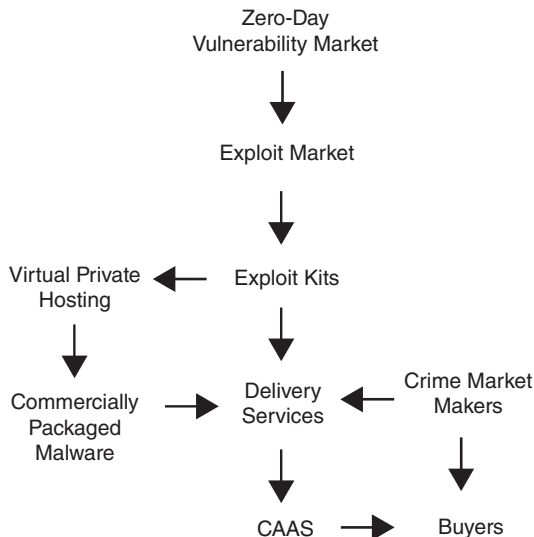 Zero-Day
Vulnerability Market
Exploit Market
Virtual Private
Hosting
Exploit Kits
Commercially
Packaged
Malware
Delivery
Services
Crime Market
Makers
CAAS
Buyers